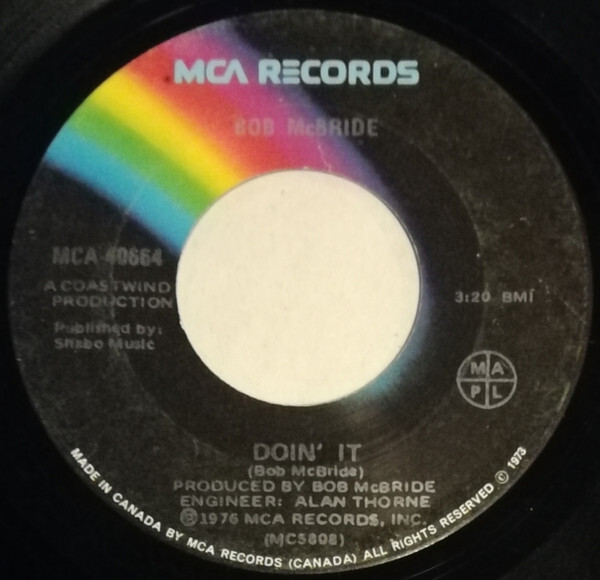 MCA RECORDS
BOB McBRIDE
MCA-40664
A COASTWIND
PRODUCTION
Published by:
Shabo Music
3:20 BMI
M A
P L
DOIN' IT
(Bob McBride)
PRODUCED BY BOB McBRIDE
ENGINEER: ALAN THORNE
℗1976 MCA RECORDS, INC.
(MC5808)
MADE IN CANADA BY MCA RECORDS (CANADA) ALL RIGHTS RESERVED © 1973